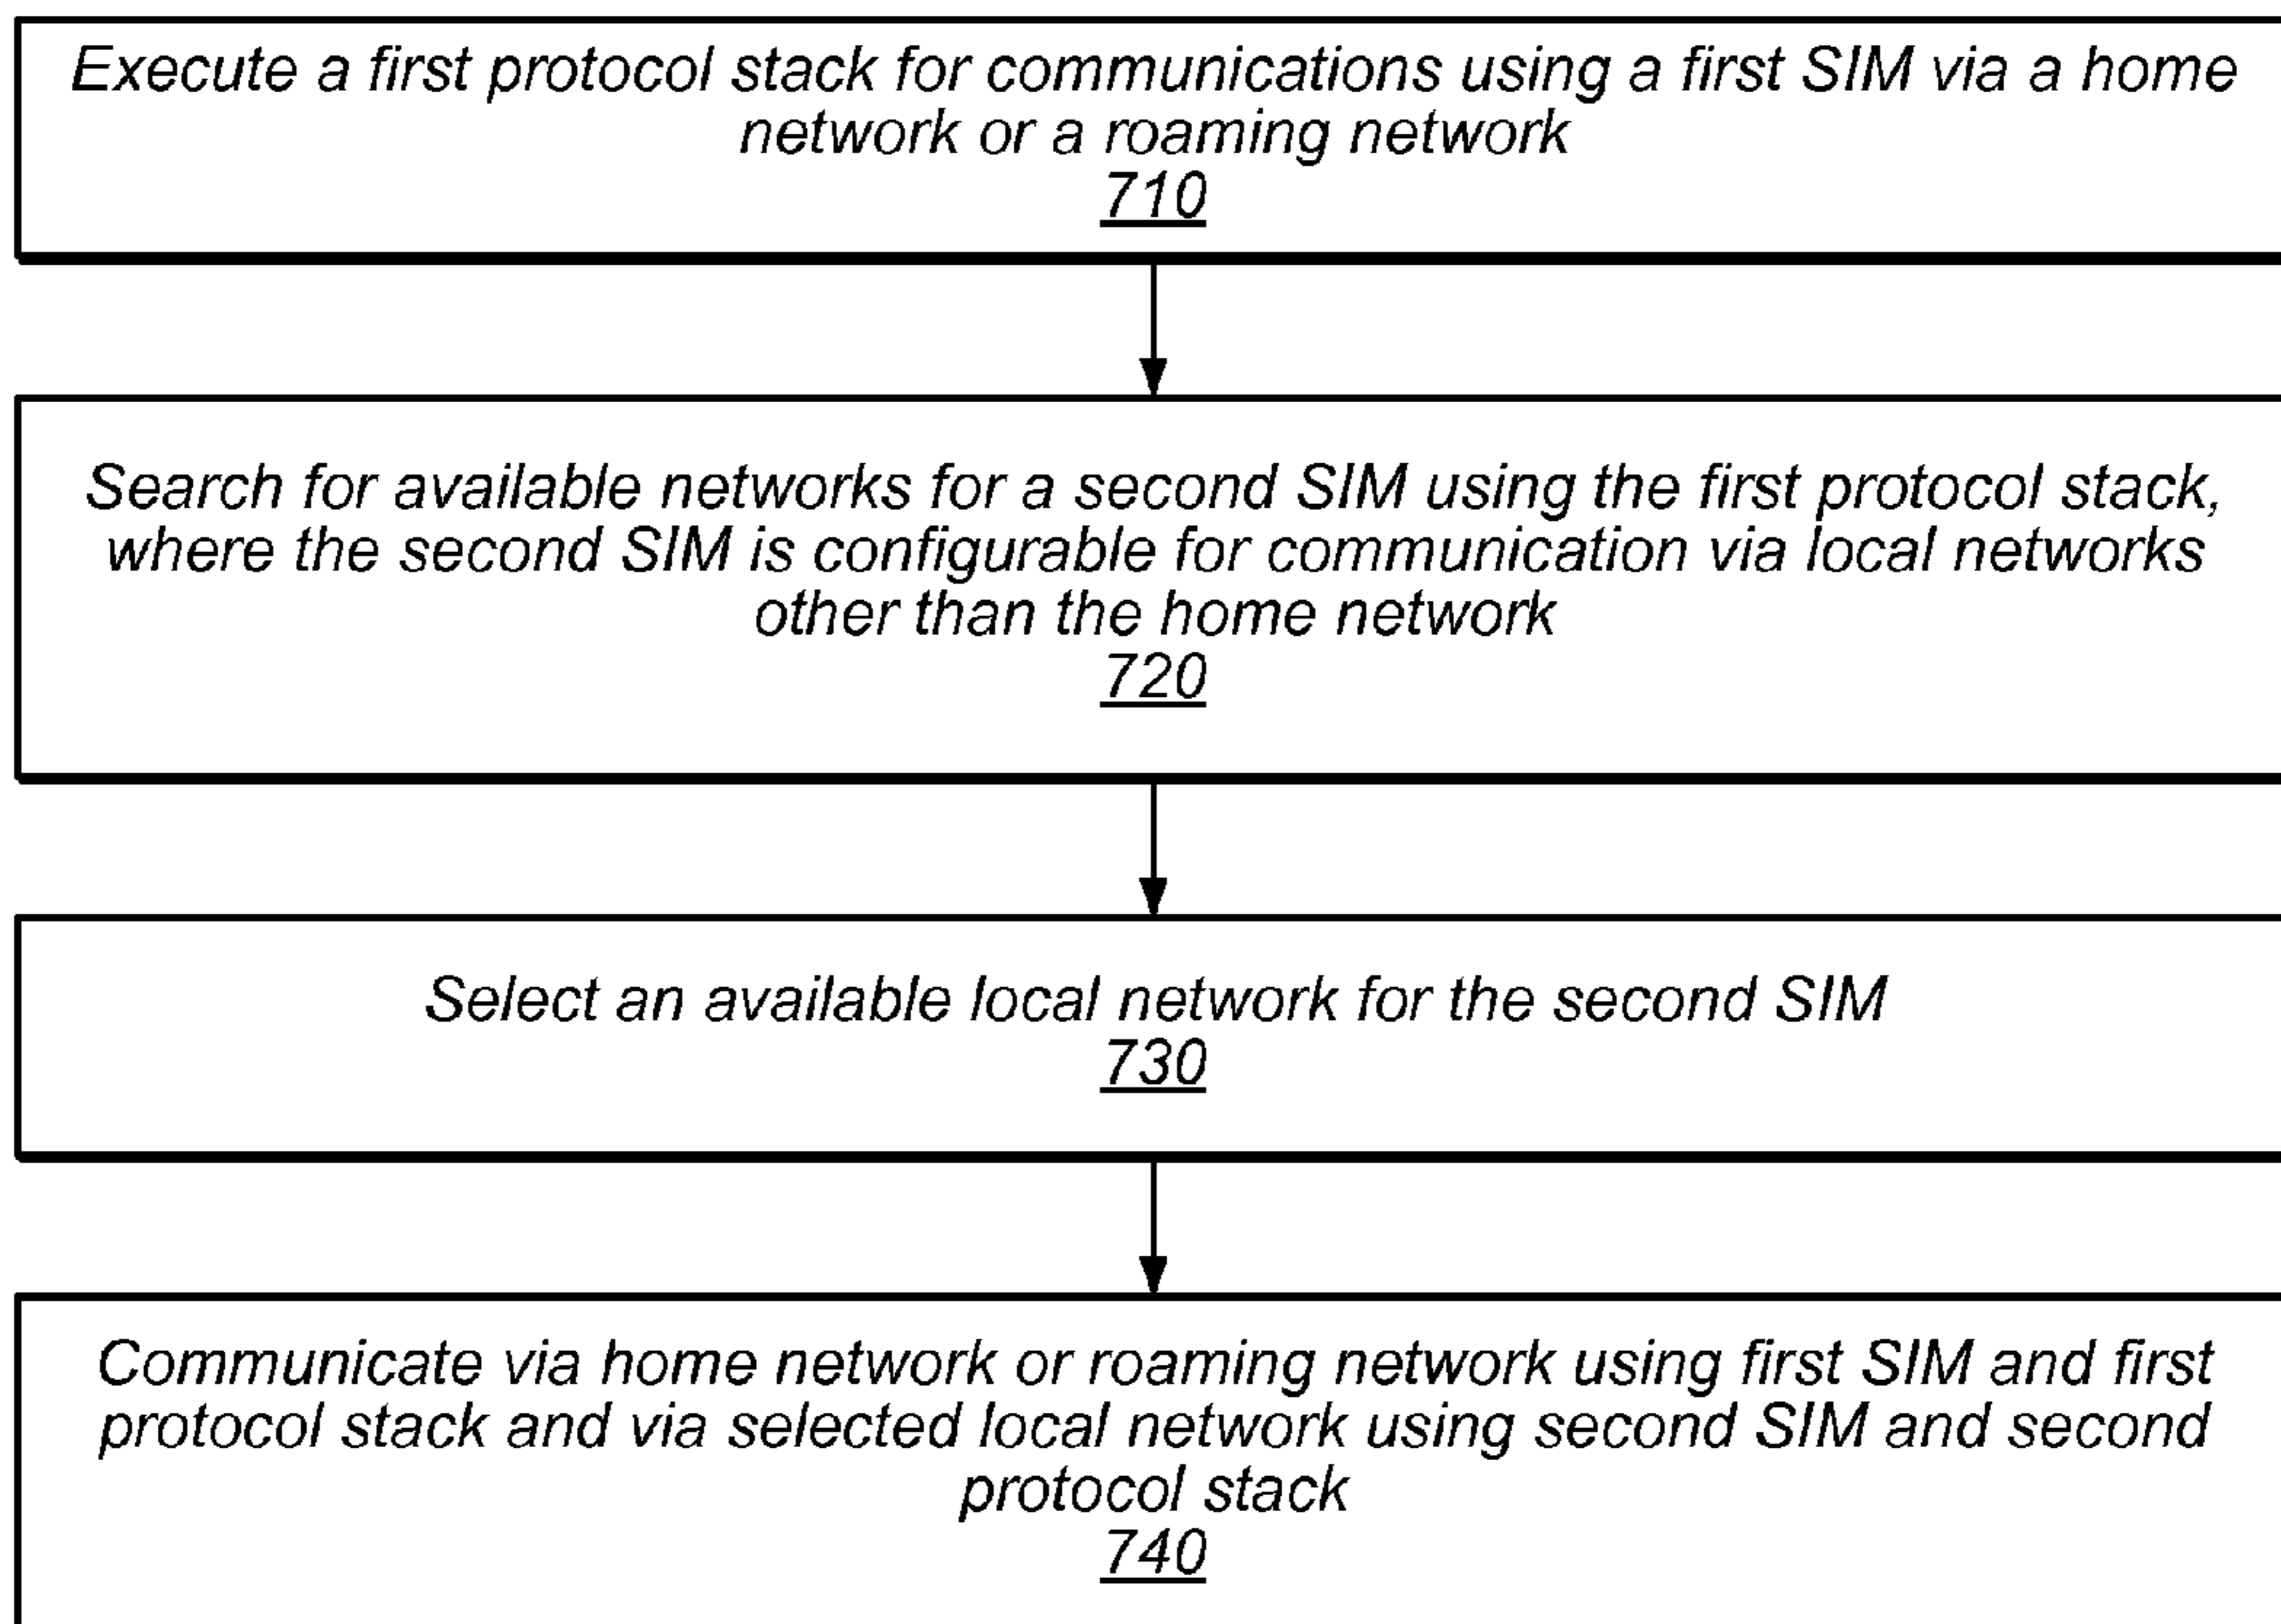 Execute a first protocol stack for communications using a first SIM via a home
network or a roaming network
710
Search for available networks for a second SIM using the first protocol stack,
where the second SIM is configurable for communication via local networks
other than the home network
720
Select an available local network for the second SIM
730
Communicate via home network or roaming network using first SIM and first
protocol stack and via selected local network using second SIM and second
protocol stack
740